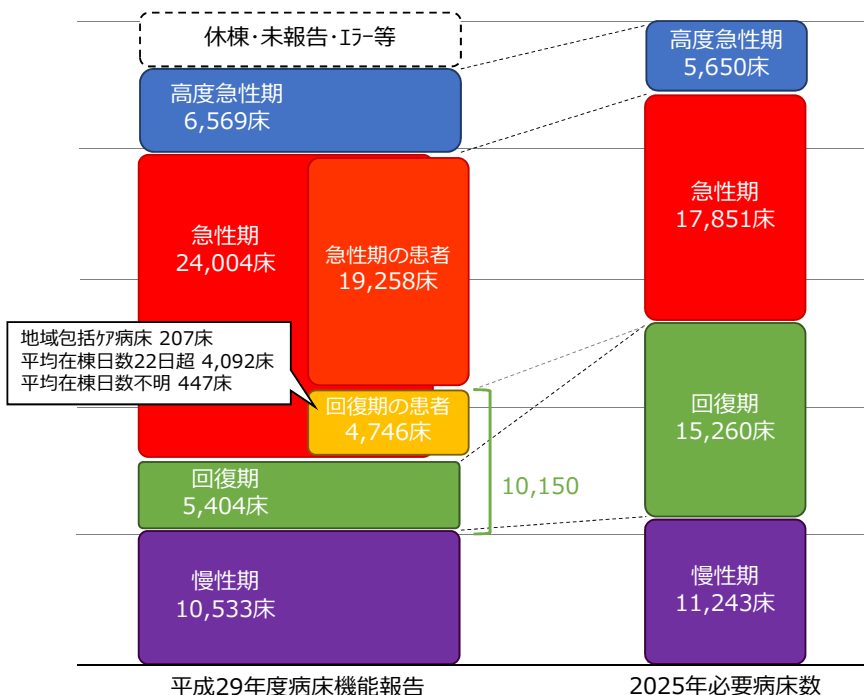 休棟･未報告･ｴﾗｰ等
高度急性期
6,569床
急性期
24,004床
急性期の患者
19,258床
地域包括ｹｱ病床 207床
平均在棟日数22日超 4,092床
平均在棟日数不明 447床
回復期の患者
4,746床
10,150
回復期
5,404床
慢性期
10,533床
平成29年度病床機能報告
高度急性期
5,650床
急性期
17,851床
回復期
15,260床
慢性期
11,243床
2025年必要病床数